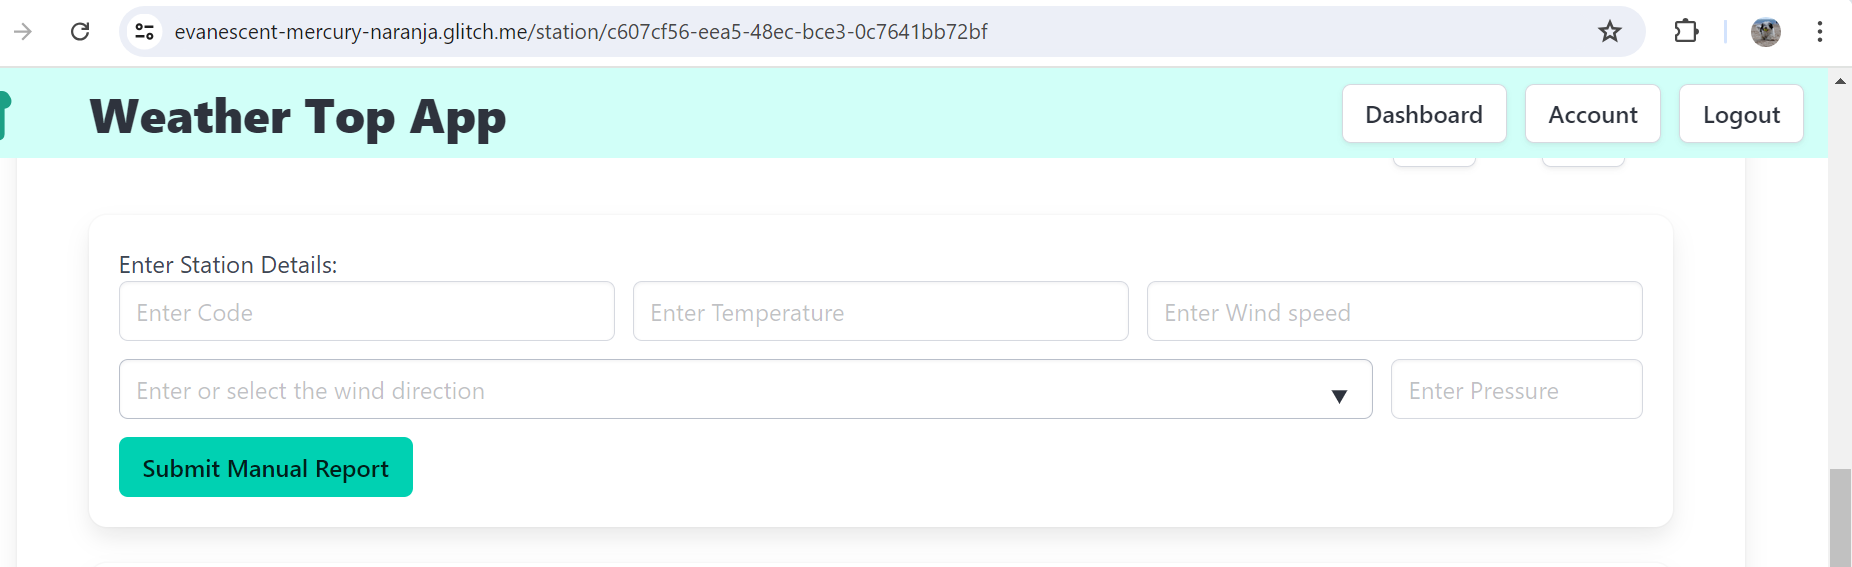 evanescent-mercury-naranja.glitch.me/station/c607cf56-eea5-48ec-bce3-0c7641bb72bf
Weather Top App
Dashboard
Account
Logout
Enter Station Details:
Enter Code
Enter Temperature
Enter Wind speed
Enter or select the wind direction
Enter Pressure
Submit Manual Report